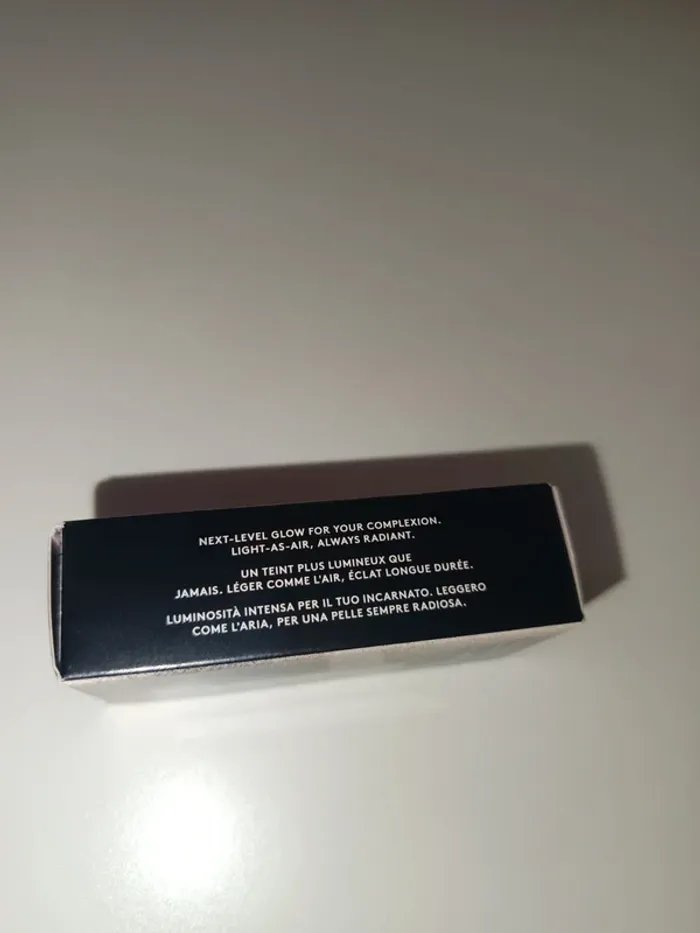 NEXT-LEVEL GLOW FOR YOUR COMPLEXION.
LIGHT-AS-AIR, ALWAYS RADIANT.
UN TEINT PLUS LUMINEUX QUE
JAMAIS. LÉGER COMME L'AIR, ÉCLAT LONGUE DURÉE.
LUMINOSITÀ INTENSA PER IL TUO INCARNATO. LEGGERO
COME L'ARIA, PER UNA PELLE SEMPRE RADIOSA.